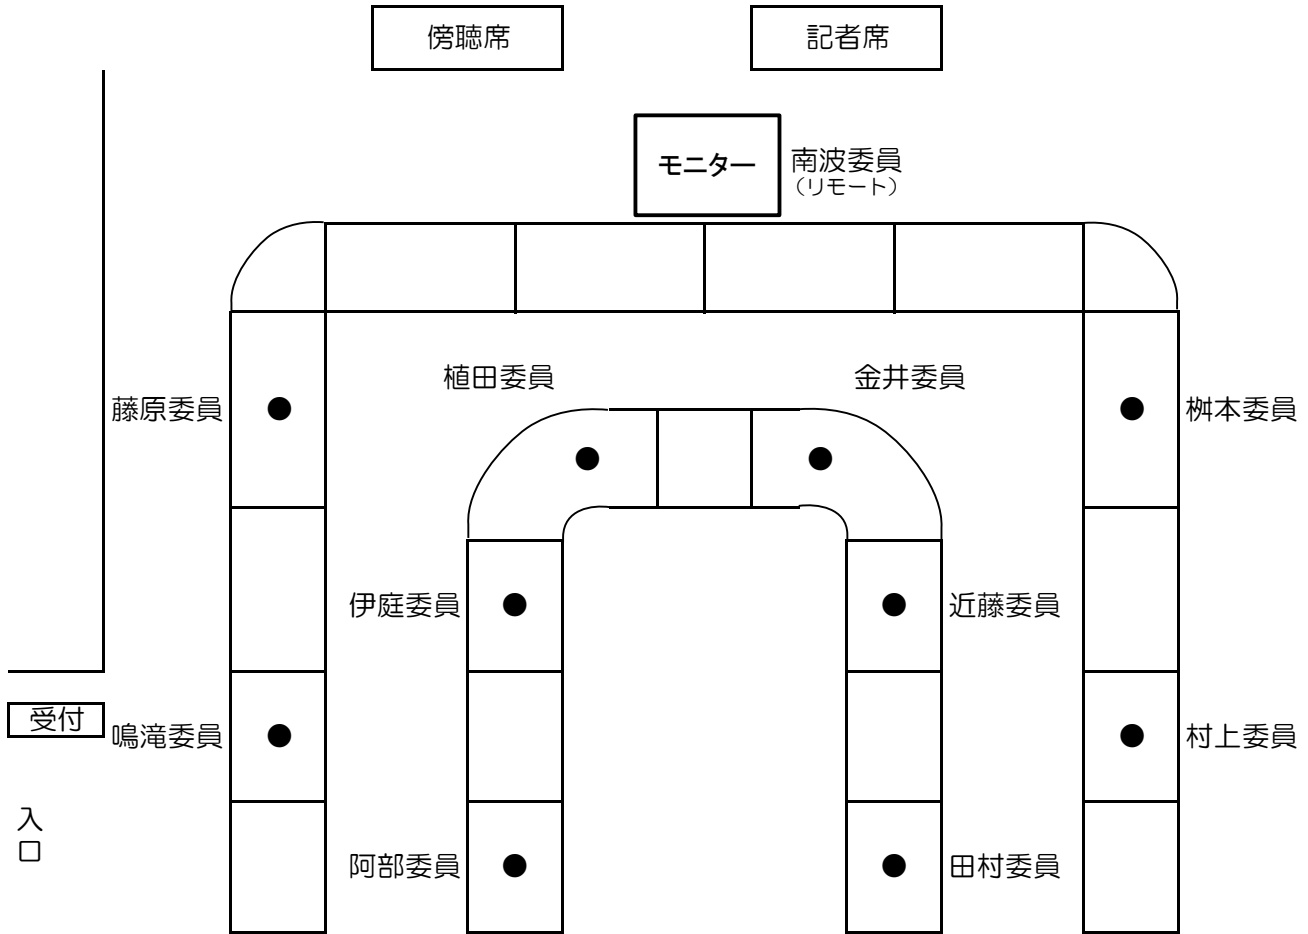 傍聴席
記者席
モニター
南波委員
（リモート）
植田委員
金井委員
藤原委員
桝本委員
伊庭委員
近藤委員
受付
鳴滝委員
村上委員
入
口
阿部委員
田村委員